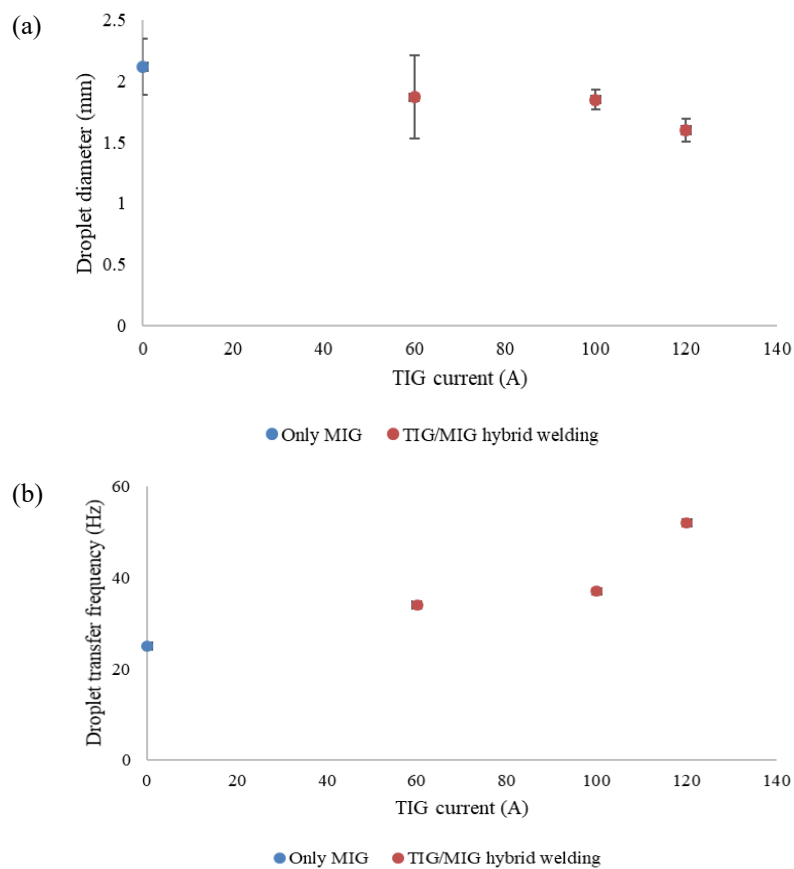 (a)
Droplet diameter (mm)
2.5
2
1.5
1
0.5
0
0 20 40 60 80 100 120 140
TIG current (A)
Only MIG TIG/MIG hybrid welding
(b)
Droplet transfer frequency (Hz)
60
40
20
0
0 20 40 60 80 100 120 140
TIG current (A)
Only MIG TIG/MIG hybrid welding